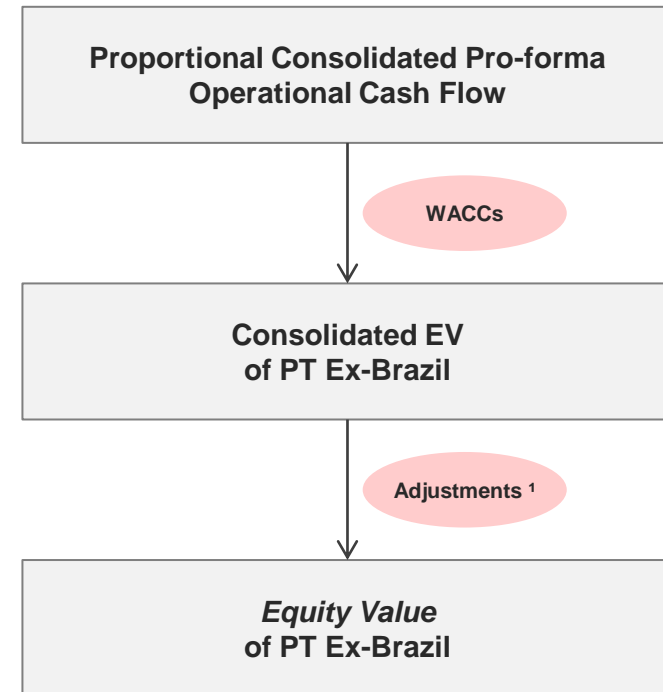 Proportional Consolidated Pro-forma
Operational Cash Flow
WACCs
Consolidated EV
of PT Ex-Brazil
Adjustments ¹
Equity Value
of PT Ex-Brazil